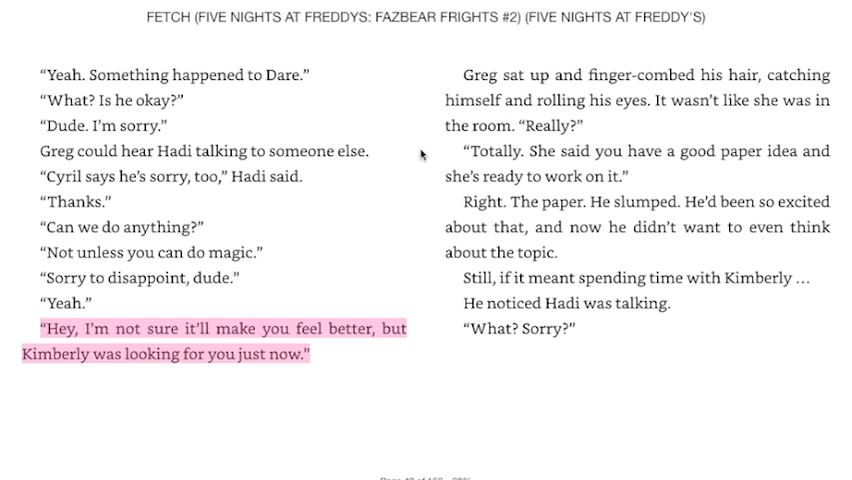 FETCH (FIVE NIGHTS AT FREDDYS: FAZBEAR FRIGHTS #2) (FIVE NIGHTS AT FREDDY'S)
“Yeah. Something happened to Dare.”
“What? Is he okay?”
“Dude. I’m sorry.”
Greg could hear Hadi talking to someone else.
“Cyril says he’s sorry, too,” Hadi said.
“Thanks.”
“Can we do anything?”
“Not unless you can do magic.”
“Sorry to disappoint, dude.”
“Yeah.”
“Hey, I’m not sure it’ll make you feel better, but
Kimberly was looking for you just now.”
Greg sat up and finger-combed his hair, catching
himself and rolling his eyes. It wasn’t like she was in
the room. “Really?”
“Totally. She said you have a good paper idea and
she’s ready to work on it.”
Right. The paper. He slumped. He’d been so excited
about that, and now he didn’t want to even think
about the topic.
Still, if it meant spending time with Kimberly …
He noticed Hadi was talking.
“What? Sorry?”